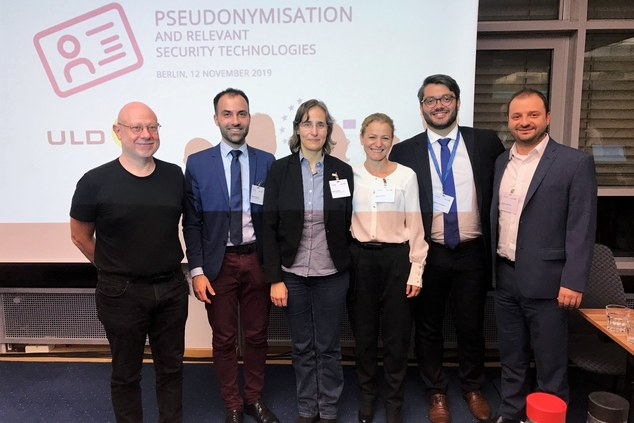 PSEUDONYMISATION
AND RELEVANT
SECURITY TECHNOLOGIES
BERLIN, 12 NOVEMBER 2019
ULD